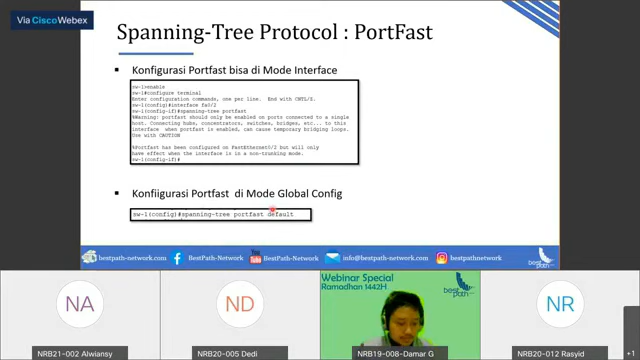 Via Cisco Webex
Spanning-Tree Protocol : PortFast
Konfigurasi Portfast bisa di Mode Interface
sw-1>enable
sw-1#configure terminal
Enter configuration commands, one per line. End with CNTL/Z.
sw-1(config)#interface fa0/2
sw-1(config-if)#spanning-tree portfast
%Warning: portfast should only be enabled on ports connected to a single
host. Connecting hubs, concentrators, switches, bridges, etc... to this
interface when portfast is enabled, can cause temporary bridging loops.
Use with CAUTION
%Portfast has been configured on FastEthernet0/2 but will only
have effect when the interface is in a non-trunking mode.
sw-1(config-if)#
Konfiigurasi Portfast di Mode Global Config
sw-1(config)#spanning-tree portfast default
bestpath-network.com
BestPath-Network
You Tube
BestPath-Network
info@bestpath-network.com
bestpathnetwork
best path
NA
ND
Webinar Special
Ramadhan 1442H
best path
NR
NRB21-002 Alwiansy
NRB20-005 Dedi
NRB19-008-Damar G
NRB20-012 Rasyid
+1